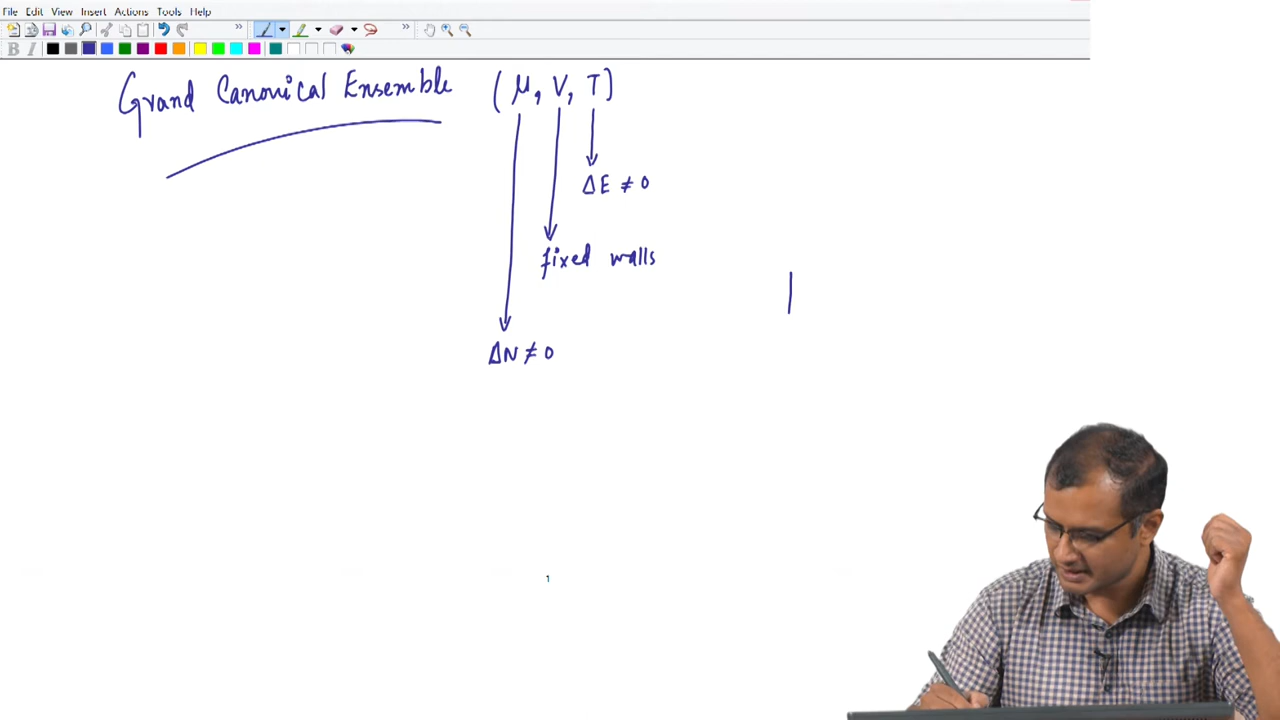 File Edit View Insert Actions Tools Help
B I
Grand Canonical Ensemble (μ, V, T)
ΔE ≠ 0
fixed walls
ΔN ≠ 0
1